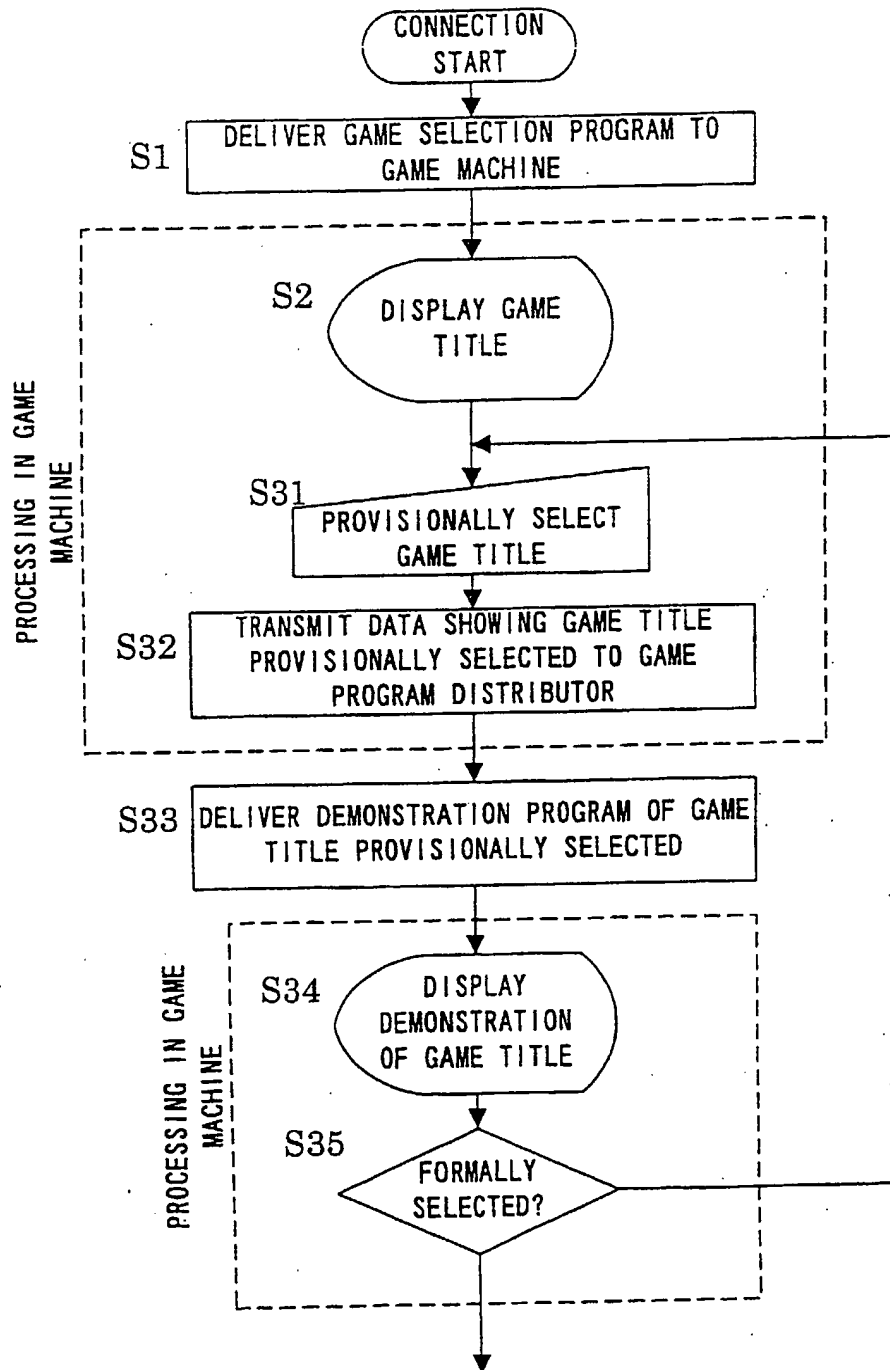 CONNECTION
START
S1
DELIVER GAME SELECTION PROGRAM TO
GAME MACHINE
PROCESSING IN GAME
MACHINE
S2
DISPLAY GAME
TITLE
S31
PROVISIONALLY SELECT
GAME TITLE
S32
TRANSMIT DATA SHOWING GAME TITLE
PROVISIONALLY SELECTED TO GAME
PROGRAM DISTRIBUTOR
S33
DELIVER DEMONSTRATION PROGRAM OF GAME
TITLE PROVISIONALLY SELECTED
PROCESSING IN GAME
MACHINE
S34
DISPLAY
DEMONSTRATION
OF GAME TITLE
S35
FORMALLY
SELECTED?